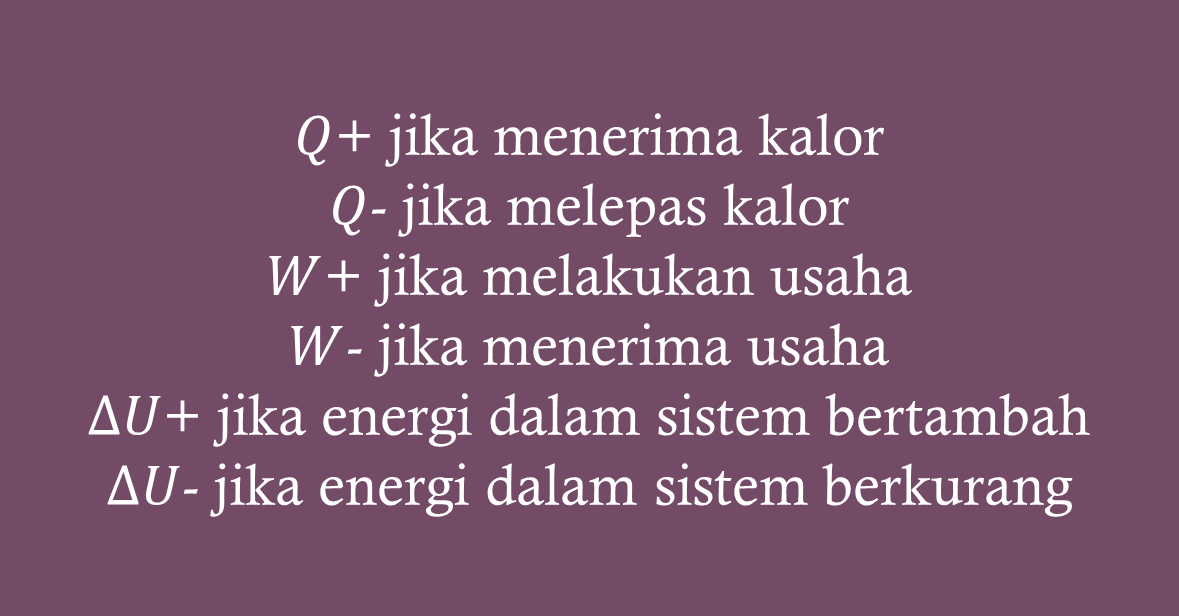 Q+ jika menerima kalor
Q- jika melepas kalor
W+ jika melakukan usaha
W- jika menerima usaha
ΔU+ jika energi dalam sistem bertambah
ΔU- jika energi dalam sistem berkurang